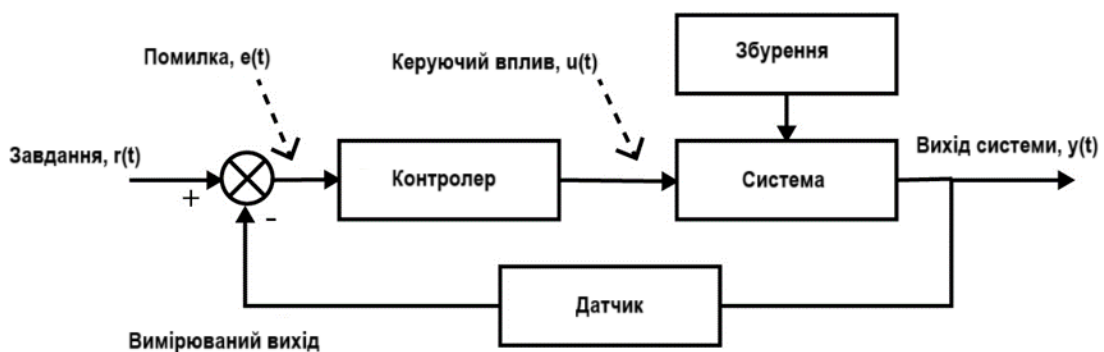 Помилка, e(t)
Керуючий вплив, u(t)
Збурення
Завдання, r(t)
Вихід системи, y(t)
Контролер
Система
+
-
Датчик
Вимірюваний вихід